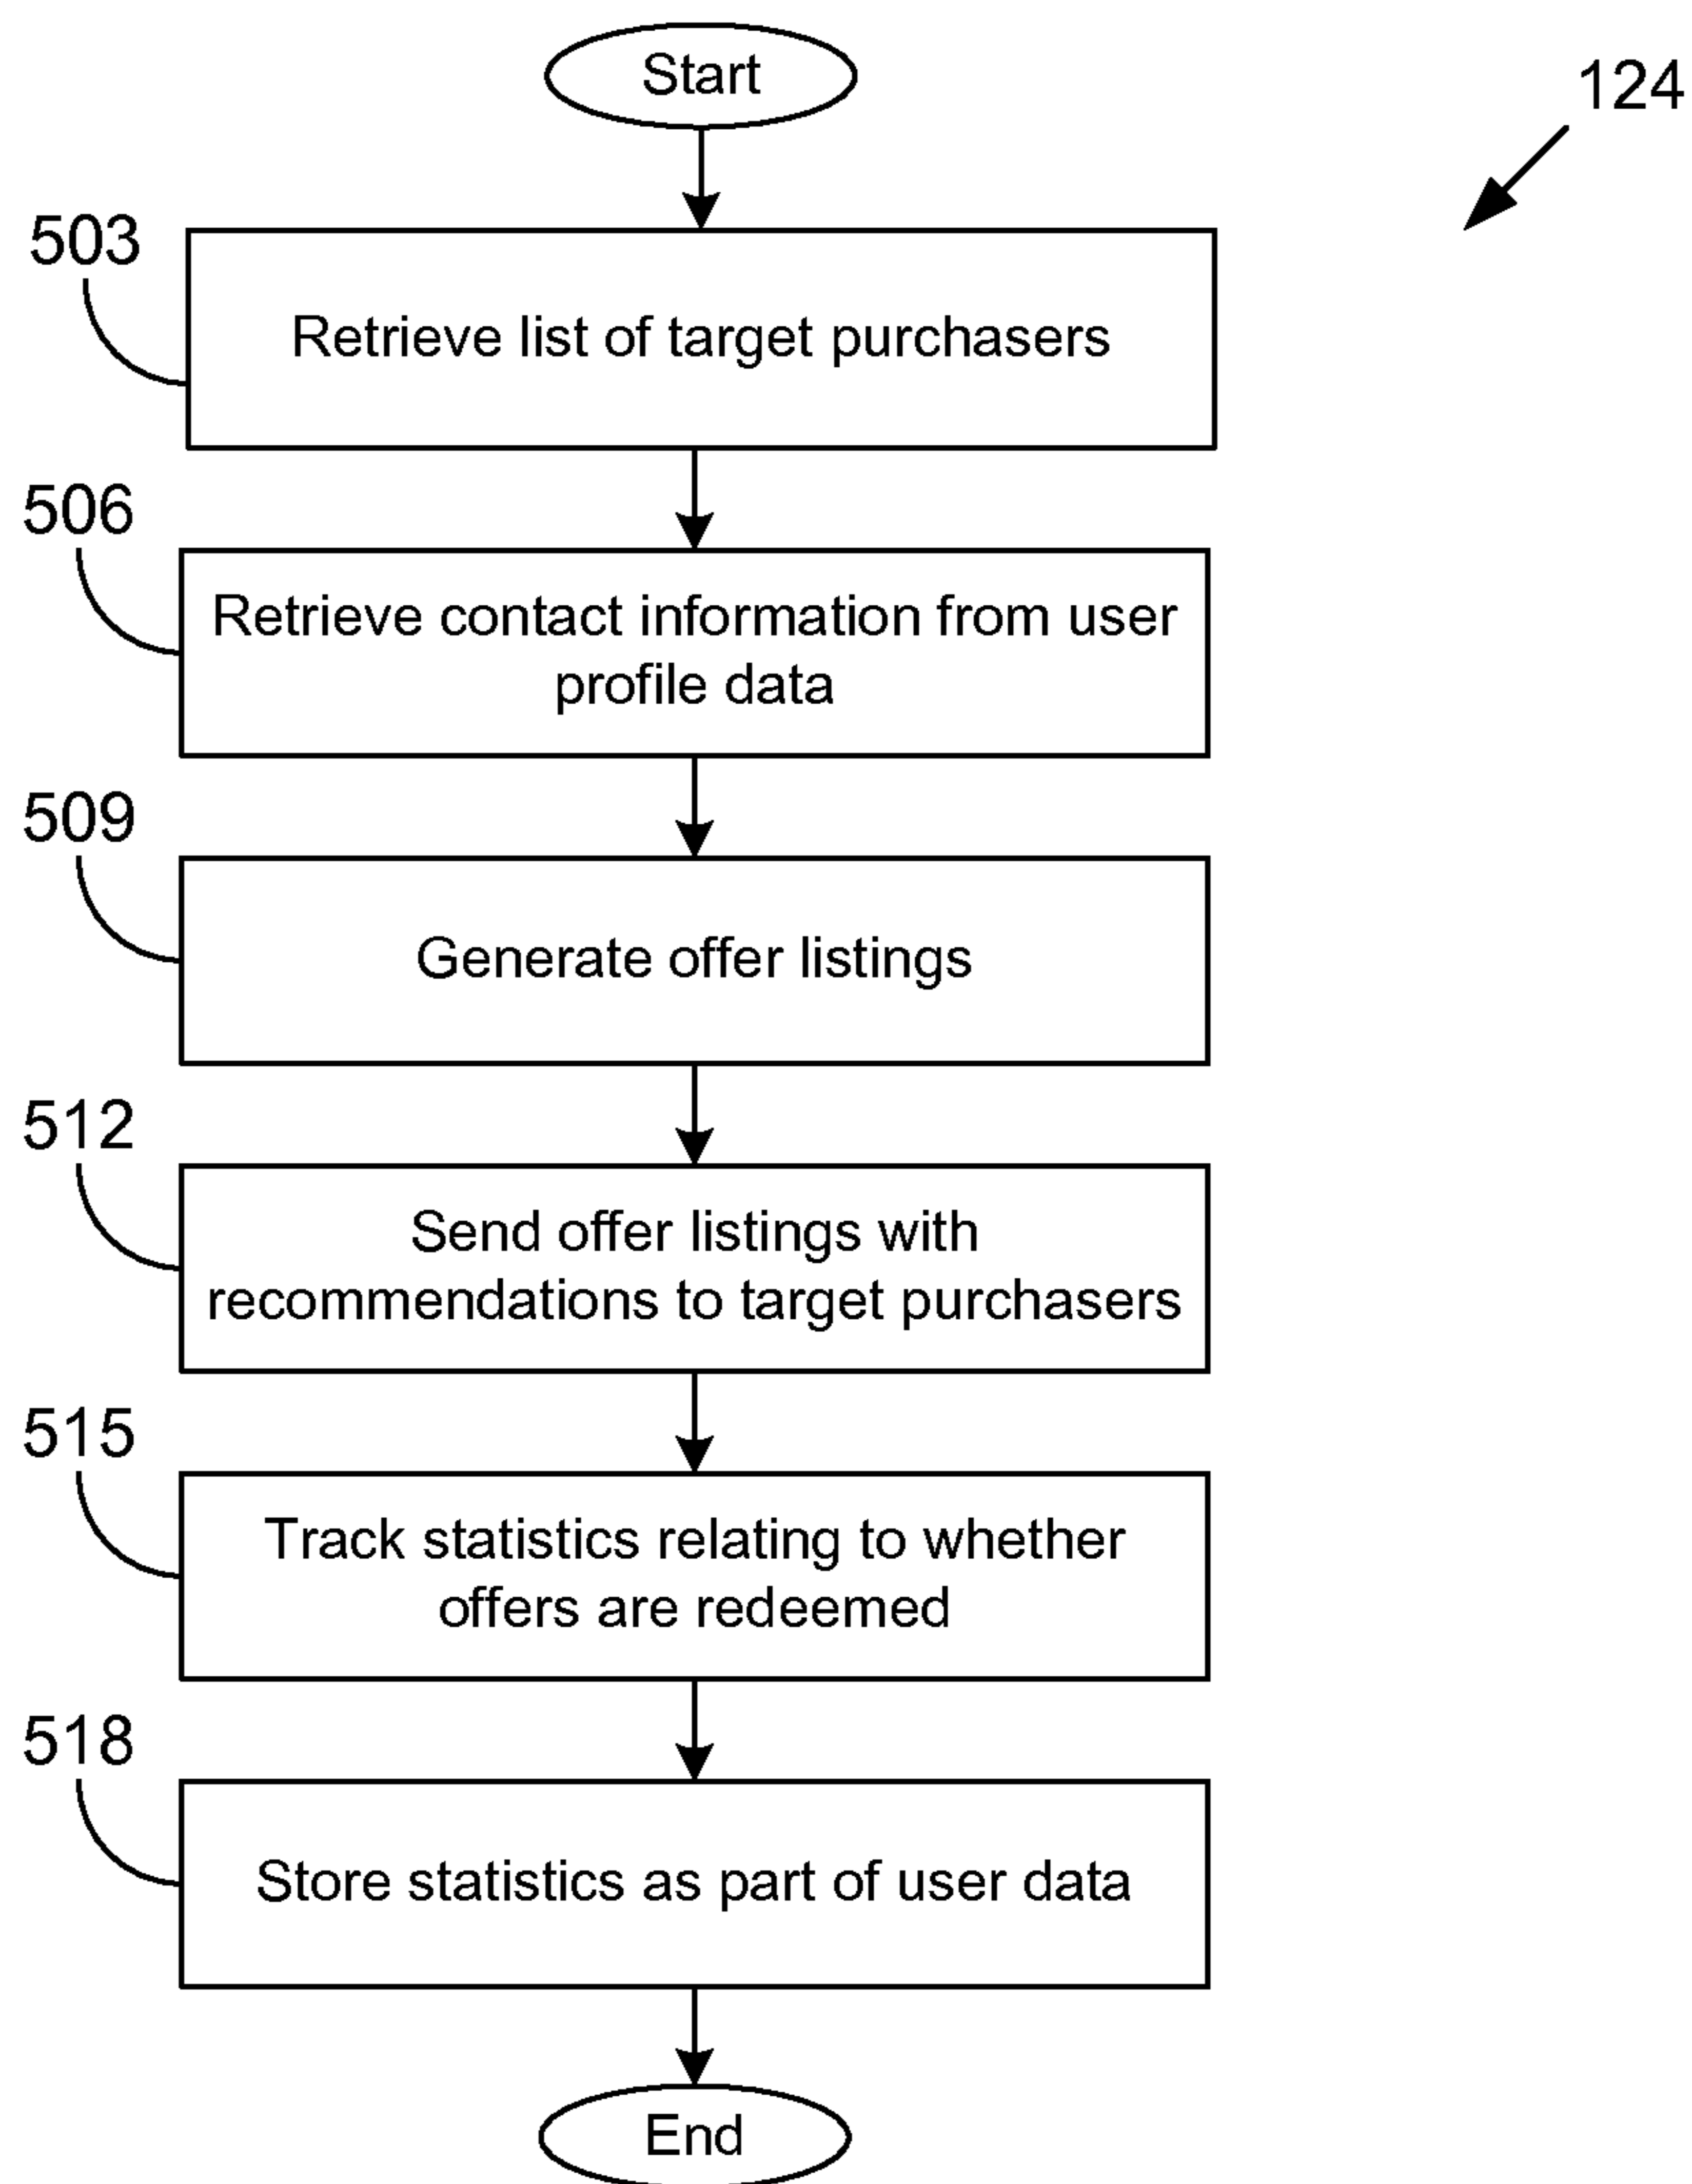 Start
124
503
Retrieve list of target purchasers
506
Retrieve contact information from user
profile data
509
Generate offer listings
512
Send offer listings with
recommendations to target purchasers
515
Track statistics relating to whether
offers are redeemed
518
Store statistics as part of user data
End